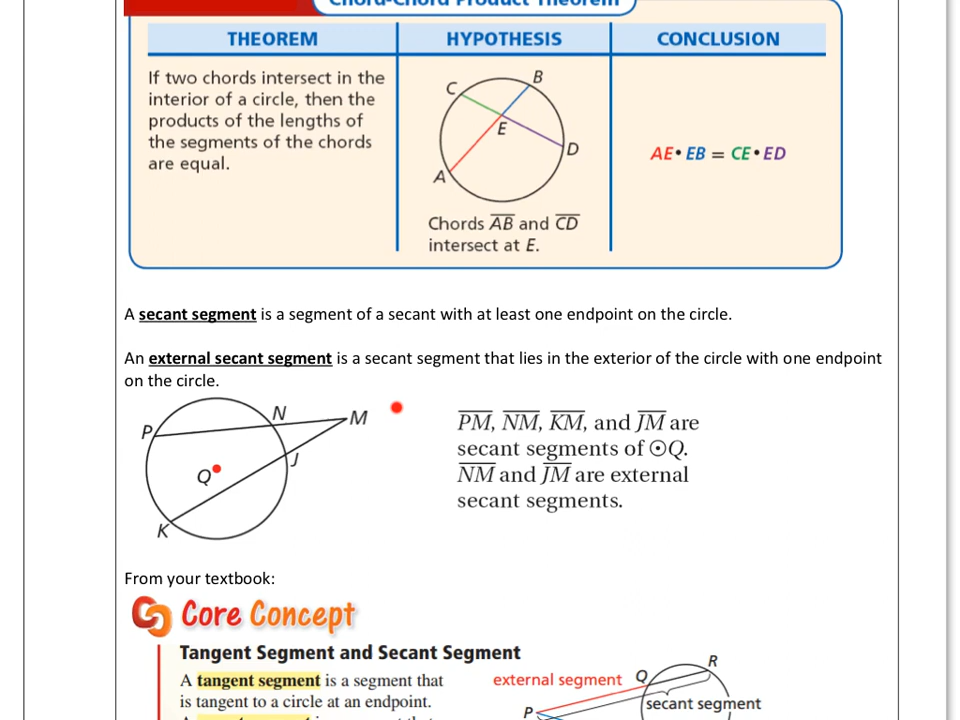 Chord-Chord Product Theorem
THEOREM
HYPOTHESIS
CONCLUSION
If two chords intersect in the
interior of a circle, then the
products of the lengths of
the segments of the chords
are equal.
C
B
E
D
A
Chords AB and CD
intersect at E.
AE • EB = CE • ED
A secant segment is a segment of a secant with at least one endpoint on the circle.
An external secant segment is a secant segment that lies in the exterior of the circle with one endpoint
on the circle.
P
N
M
J
Q
K
PM, NM, KM, and JM are
secant segments of ⊙Q.
NM and JM are external
secant segments.
From your textbook:
Core Concept
Tangent Segment and Secant Segment
A tangent segment is a segment that
is tangent to a circle at an endpoint.
external segment
Q
R
secant segment
P